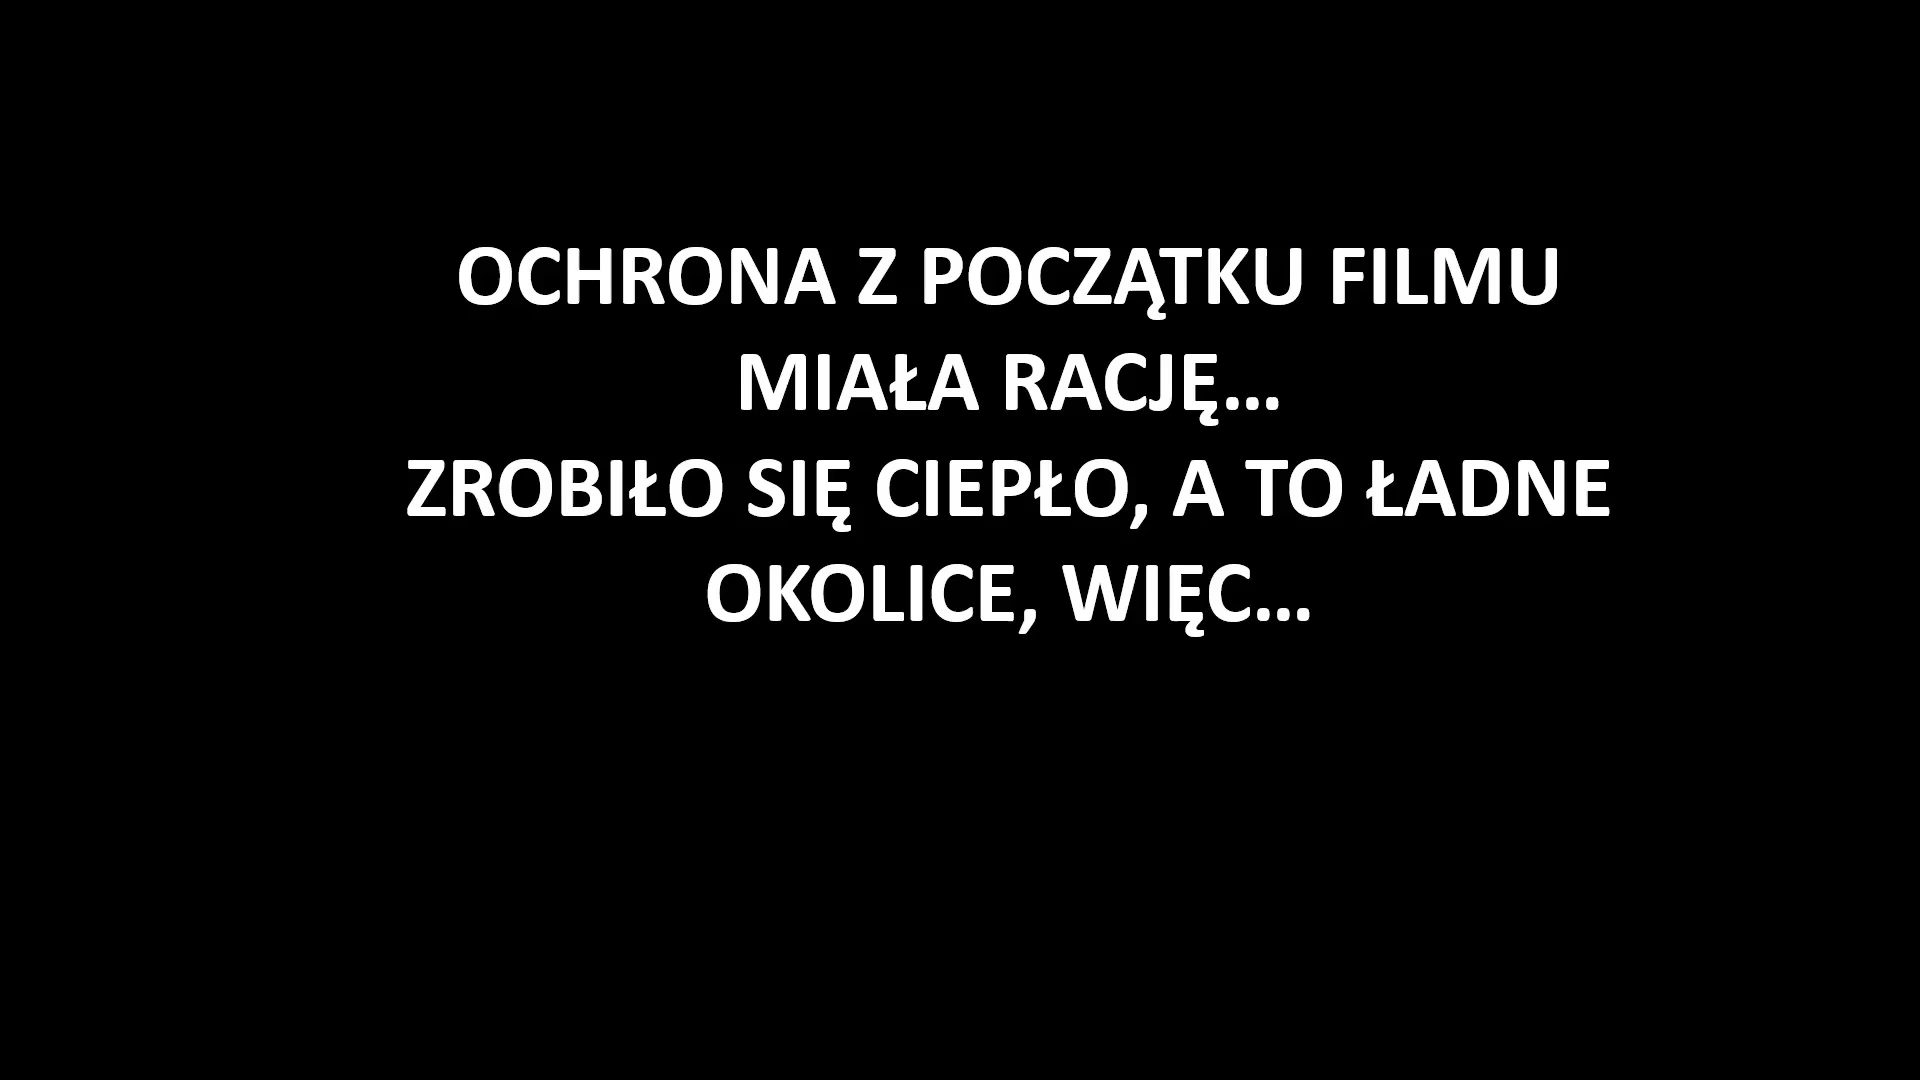 OCHRONA Z POCZĄTKU FILMU
MIAŁA RACJĘ...
ZROBIŁO SIĘ CIEPŁO, A TO ŁADNE
OKOLICE, WIĘC...